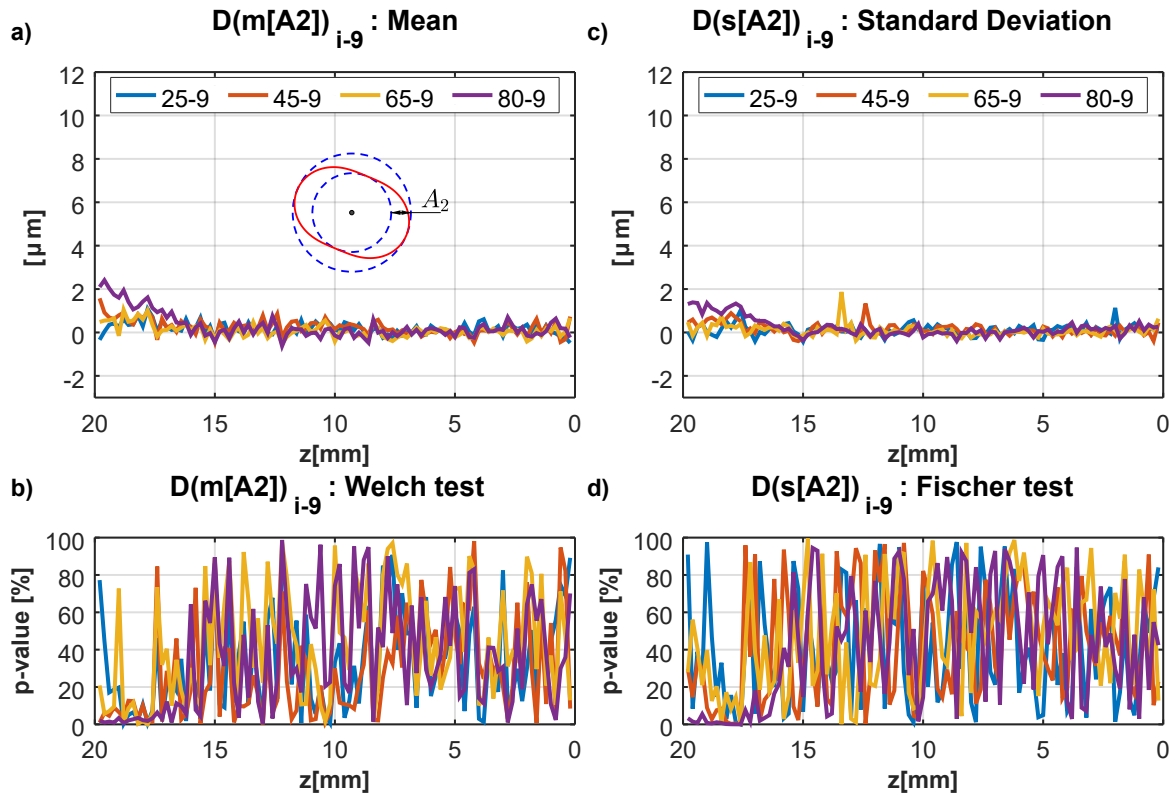 a) D(m[A2]) i-9 : Mean
25-9 45-9 65-9 80-9
12
10
8
6
4
2
0
-2
[µm]
A2
20 15 10 5 0
z[mm]
c) D(s[A2]) i-9 : Standard Deviation
25-9 45-9 65-9 80-9
12
10
8
6
4
2
0
-2
[µm]
20 15 10 5 0
z[mm]
b) D(m[A2]) i-9 : Welch test
100
80
60
40
20
0
p-value [%]
20 15 10 5 0
z[mm]
d) D(s[A2]) i-9 : Fischer test
100
80
60
40
20
0
p-value [%]
20 15 10 5 0
z[mm]